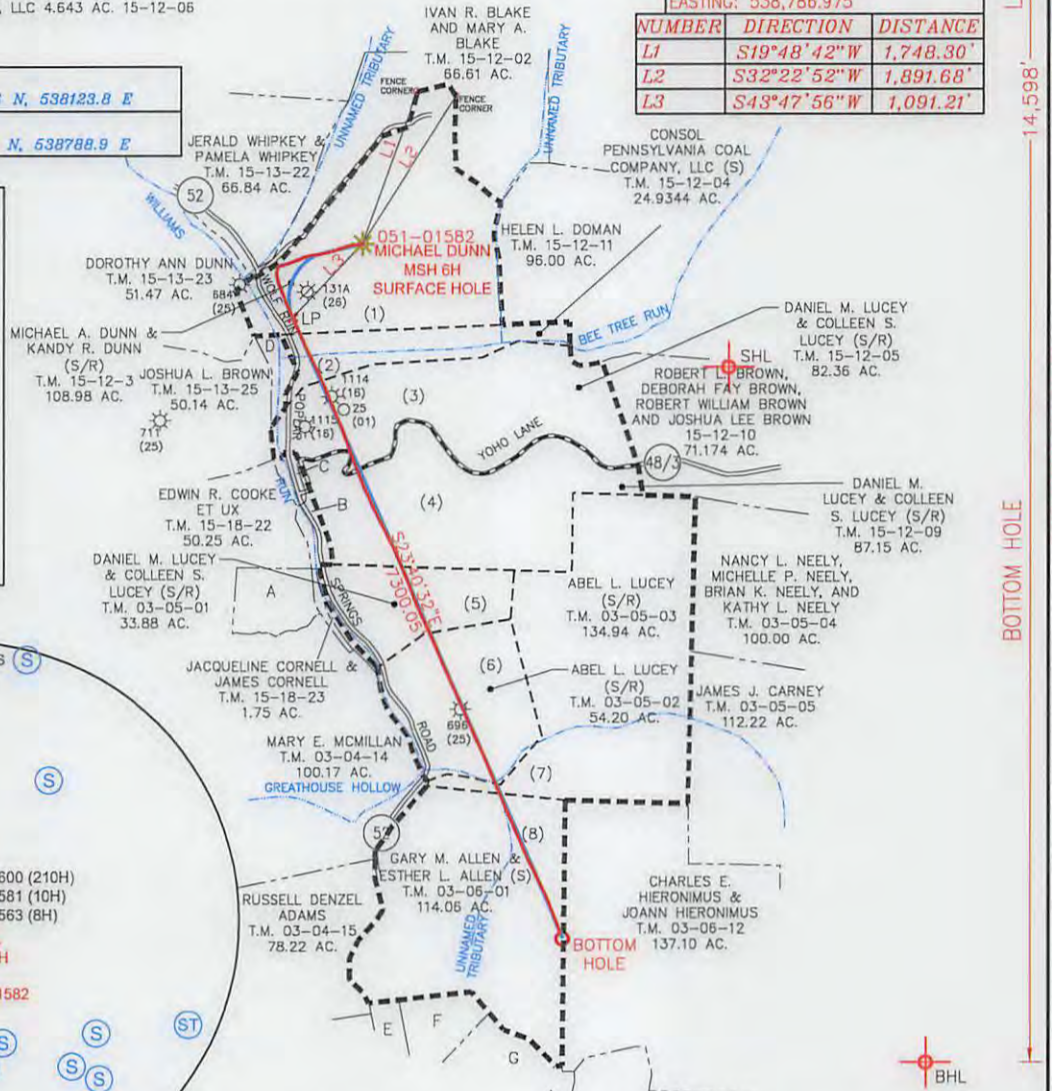 LLC 4.643 AC. 15-12-06
N, 538123.8 E
N, 538788.9 E
EASTING: 538,786.975
NUMBER DIRECTION DISTANCE
L1 S19°48'42"W 1,748.30'
L2 S32°22'52"W 1,891.68'
L3 S43°47'56"W 1,091.21'
14,598'
BOTTOM HOLE
IVAN R. BLAKE
AND MARY A.
BLAKE
T.M. 15-12-02
66.61 AC.
FENCE
CORNER
FENCE
CORNER
UNNAMED TRIBUTARY
UNNAMED TRIBUTARY
L1
L2
JERALD WHIPKEY &
PAMELA WHIPKEY
T.M. 15-13-22
66.84 AC.
52
WILLIAMS
CONSOL
PENNSYLVANIA COAL
COMPANY, LLC (S)
T.M. 15-12-04
24.9344 AC.
HELEN L. DOMAN
T.M. 15-12-11
96.00 AC.
051-01582
MICHAEL DUNN
MSH 6H
SURFACE HOLE
L3
DOROTHY ANN DUNN
T.M. 15-13-23
51.47 AC.
684
(25)
WOLF RUN
131A
(26)
LP
(1)
MICHAEL A. DUNN &
KANDY R. DUNN
(S/R)
T.M. 15-12-3
108.98 AC.
D
BEE TREE RUN
DANIEL M. LUCEY
& COLLEEN S.
LUCEY (S/R)
T.M. 15-12-05
82.36 AC.
SHL
JOSHUA L. BROWN
T.M. 15-13-25
50.14 AC.
(2)
1114
(16)
25
(01)
1115
(16)
(3)
ROBERT L. BROWN,
DEBORAH FAY BROWN,
ROBERT WILLIAM BROWN
AND JOSHUA LEE BROWN
15-12-10
71.174 AC.
711
(25)
POPLAR
YOHO LANE
48/3
C
B
(4)
EDWIN R. COOKE
ET UX
T.M. 15-18-22
50.25 AC.
RUN
DANIEL M.
LUCEY & COLLEEN
S. LUCEY (S/R)
T.M. 15-12-09
87.15 AC.
DANIEL M. LUCEY
& COLLEEN S.
LUCEY (S/R)
T.M. 03-05-01
33.88 AC.
A
SPRINGS
S23°40'32"E
7300.05
(5)
ABEL L. LUCEY
(S/R)
T.M. 03-05-03
134.94 AC.
NANCY L. NEELY,
MICHELLE P. NEELY,
BRIAN K. NEELY, AND
KATHY L. NEELY
T.M. 03-05-04
100.00 AC.
(6)
ABEL L. LUCEY
(S/R)
T.M. 03-05-02
54.20 AC.
JACQUELINE CORNELL &
JAMES CORNELL
T.M. 15-18-23
1.75 AC.
JAMES J. CARNEY
T.M. 03-05-05
112.22 AC.
696
(25)
ROAD
MARY E. MCMILLAN
T.M. 03-04-14
100.17 AC.
GREATHOUSE HOLLOW
(7)
52
(8)
GARY M. ALLEN &
ESTHER L. ALLEN (S)
T.M. 03-06-01
114.06 AC.
CHARLES E.
HIERONIMUS &
JOANN HIERONIMUS
T.M. 03-06-12
137.10 AC.
RUSSELL DENZEL
ADAMS
T.M. 03-04-15
78.22 AC.
UNNAMED
TRIBUTARY
BOTTOM
HOLE
E
F
G
BHL
S
S
600 (210H)
581 (10H)
563 (8H)
H
1582
ST
S
S
S
S